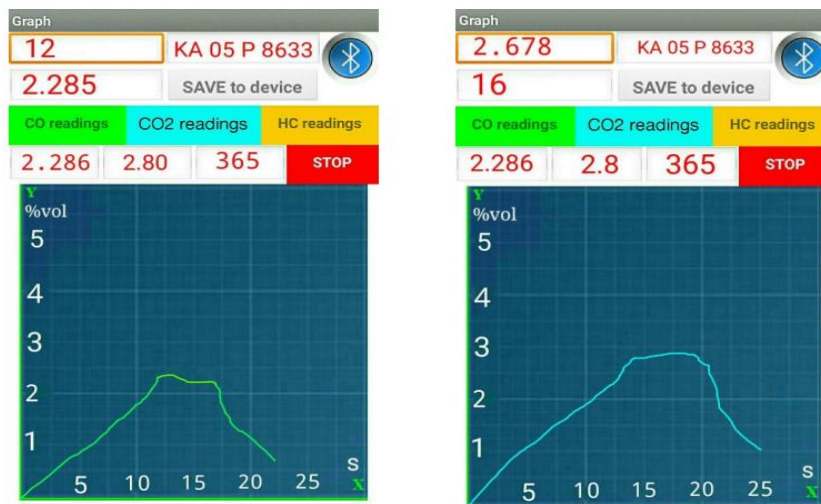 Graph
12 KA 05 P 8633
2.285 SAVE to device
CO readings CO2 readings HC readings
2.286 2.80 365 STOP
Y
%vol
5
4
3
2
1
S
5 10 15 20 25 X
Graph
2.678 KA 05 P 8633
16 SAVE to device
CO readings CO2 readings HC readings
2.286 2.8 365 STOP
Y
%vol
5
4
3
2
1
S
5 10 15 20 25 X